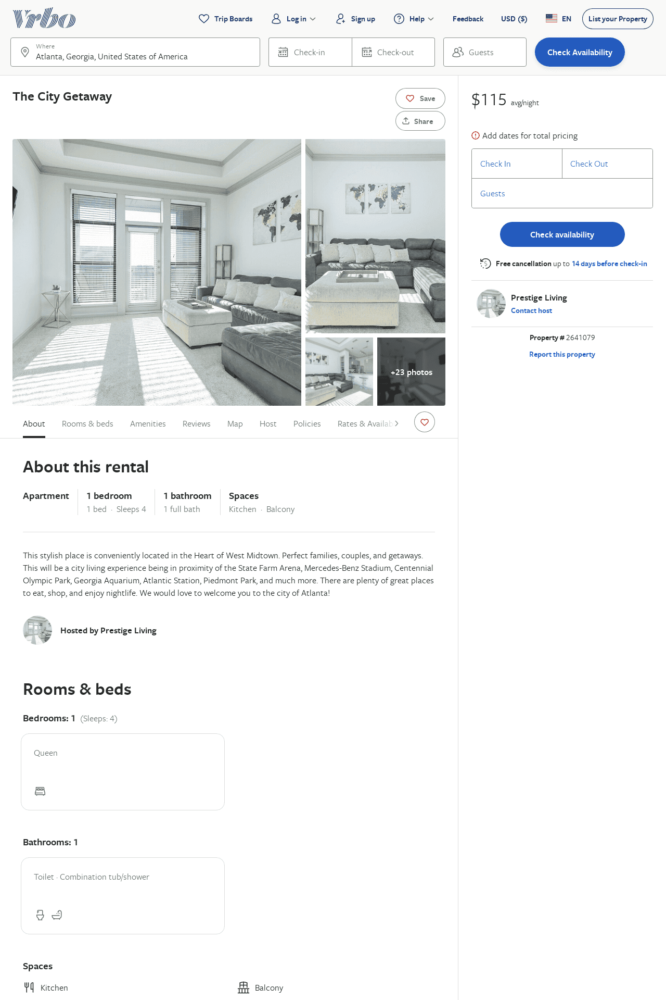 Vrbo
Trip Boards
Log in
Sign up
Help
Feedback
USD ($)
EN
List your Property
Where
Atlanta, Georgia, United States of America
Check-in
Check-out
Guests
Check Availability
The City Getaway
Save
Share
+23 photos
$115 avg/night
Add dates for total pricing
Check In
Check Out
Guests
Check availability
Free cancellation up to 14 days before check-in
Prestige Living
Contact host
Property # 2641079
Report this property
About
Rooms & beds
Amenities
Reviews
Map
Host
Policies
Rates & Availab
About this rental
Apartment
1 bedroom
1 bed · Sleeps 4
1 bathroom
1 full bath
Spaces
Kitchen · Balcony
This stylish place is conveniently located in the Heart of West Midtown. Perfect families, couples, and getaways.
This will be a city living experience being in proximity of the State Farm Arena, Mercedes-Benz Stadium, Centennial
Olympic Park, Georgia Aquarium, Atlantic Station, Piedmont Park, and much more. There are plenty of great places
to eat, shop, and enjoy nightlife. We would love to welcome you to the city of Atlanta!
Hosted by Prestige Living
Rooms & beds
Bedrooms: 1 (Sleeps: 4)
Queen
Bathrooms: 1
Toilet · Combination tub/shower
Spaces
Kitchen
Balcony